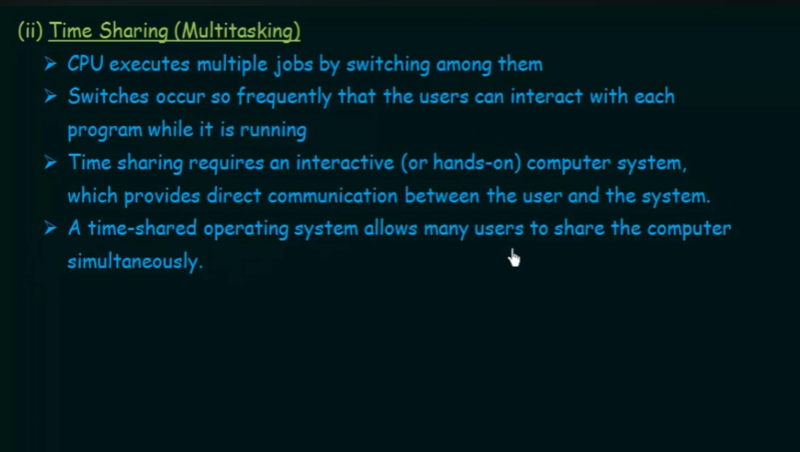 (ii) Time Sharing (Multitasking)
➤ CPU executes multiple jobs by switching among them
➤ Switches occur so frequently that the users can interact with each
program while it is running
➤ Time sharing requires an interactive (or hands-on) computer system,
which provides direct communication between the user and the system.
➤ A time-shared operating system allows many users to share the computer
simultaneously.